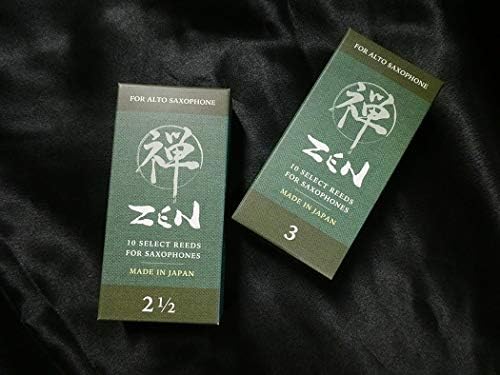 FOR ALTO SAXOPHONE
禅
ZEN
10 SELECT REEDS
FOR SAXOPHONES
MADE IN JAPAN
2 ½
FOR ALTO SAXOPHONE
禅
ZEN
10 SELECT REEDS
FOR SAXOPHONES
MADE IN JAPAN
3